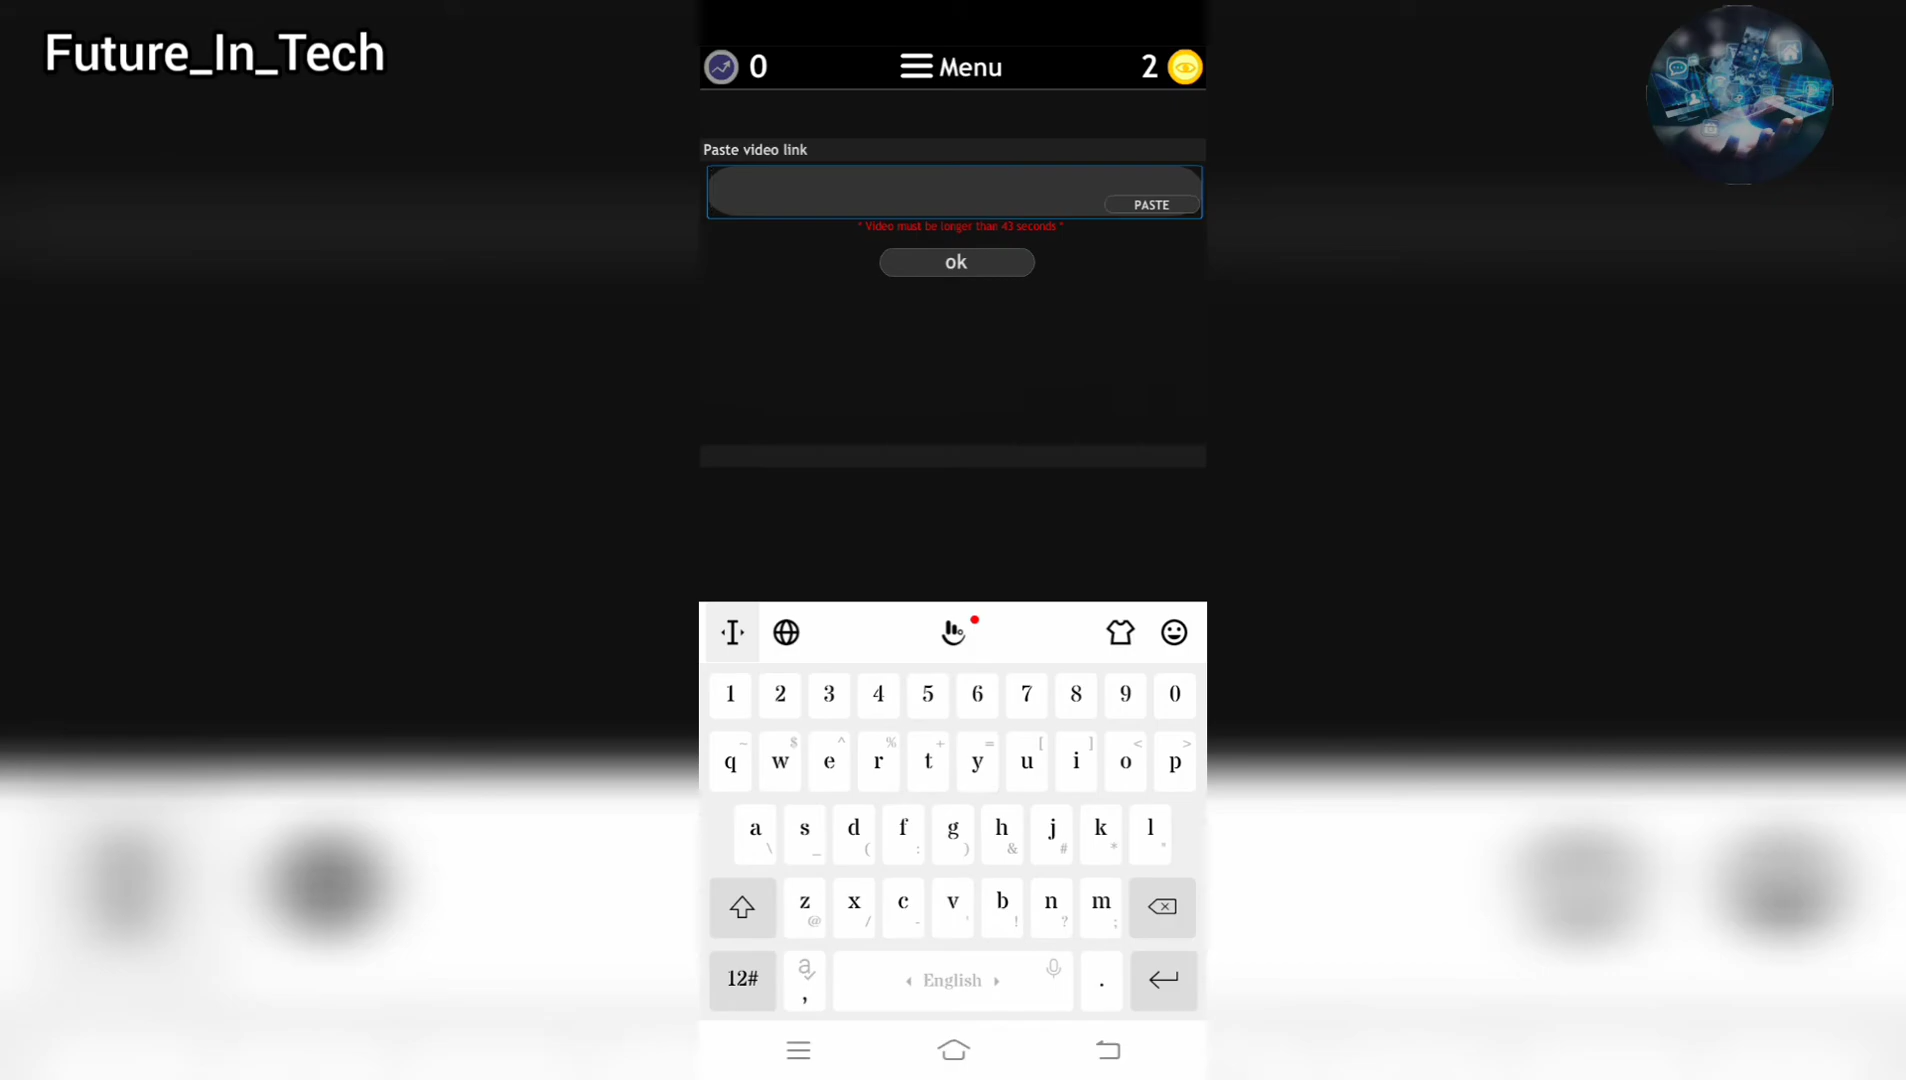 Future_In_Tech
0 Menu 2
Paste video link
PASTE
* Video must be longer than 43 seconds *
ok
1 2 3 4 5 6 7 8 9 0
~ $ ^ % + = [ ] < >
q w e r t y u i o p
a s d f g h j k l
\ _ ( : ) & # * "
z x c v b n m
@ / - ' ! ? ;
12# a , English .